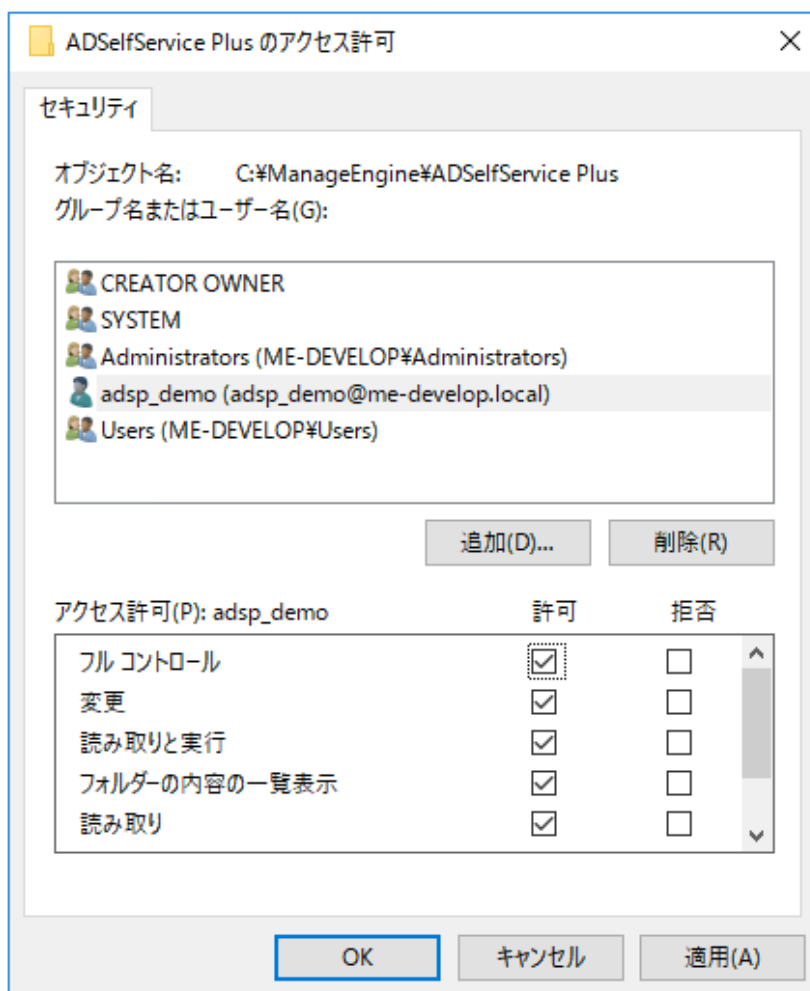 ADSelfService Plus のアクセス許可
セキュリティ
オブジェクト名: C:¥ManageEngine¥ADSelfService Plus
グループ名またはユーザー名(G):
CREATOR OWNER
SYSTEM
Administrators (ME-DEVELOP¥Administrators)
adsp_demo (adsp_demo@me-develop.local)
Users (ME-DEVELOP¥Users)
追加(D)... 削除(R)
アクセス許可(P): adsp_demo 許可 拒否
フル コントロール
変更
読み取りと実行
フォルダーの内容の一覧表示
読み取り
OK キャンセル 適用(A)